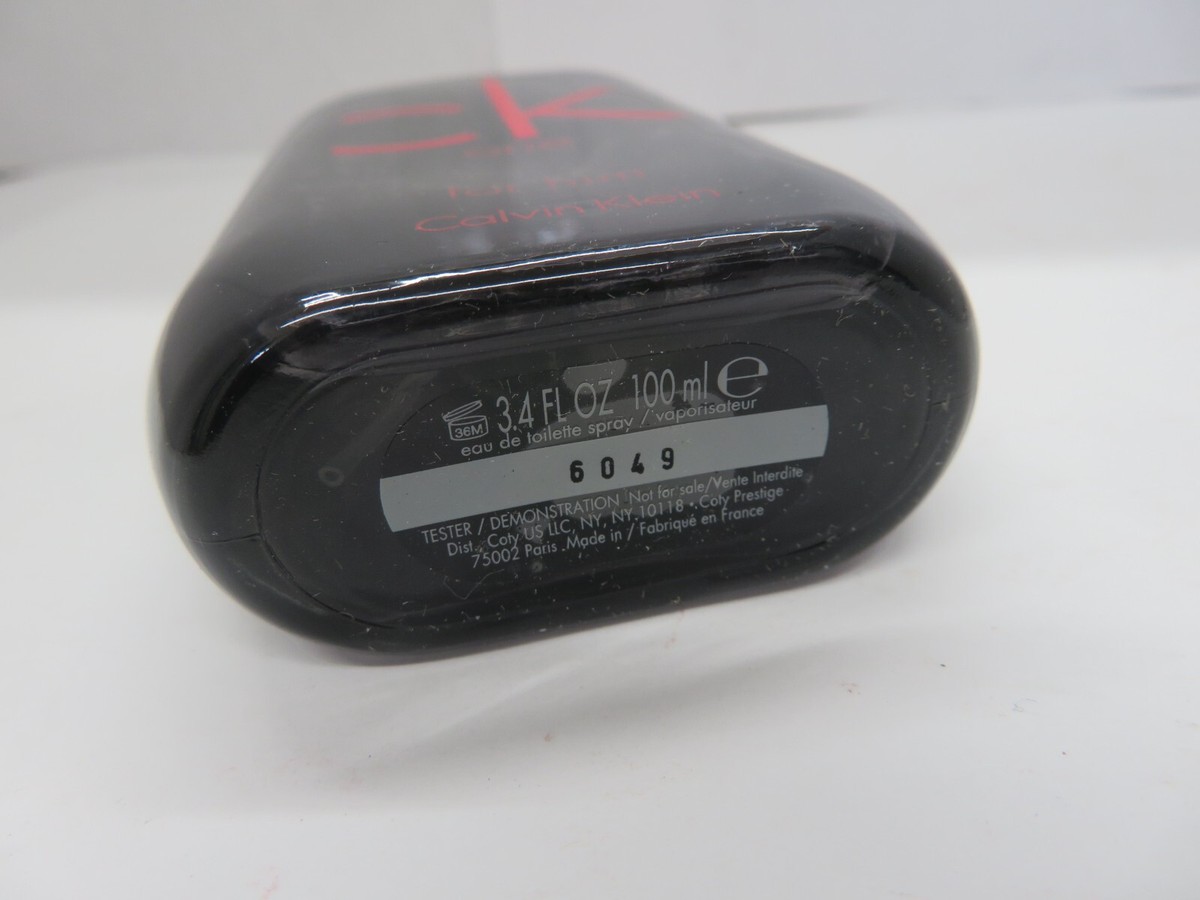 ck
for him
Calvin Klein
36M
3.4 FL OZ 100 ml e
eau de toilette spray / vaporisateur
6049
TESTER / DEMONSTRATION Not for sale/Vente Interdite
Dist. Coty US LLC, NY, NY 10118 • Coty Prestige
75002 Paris Made in / Fabriqué en France